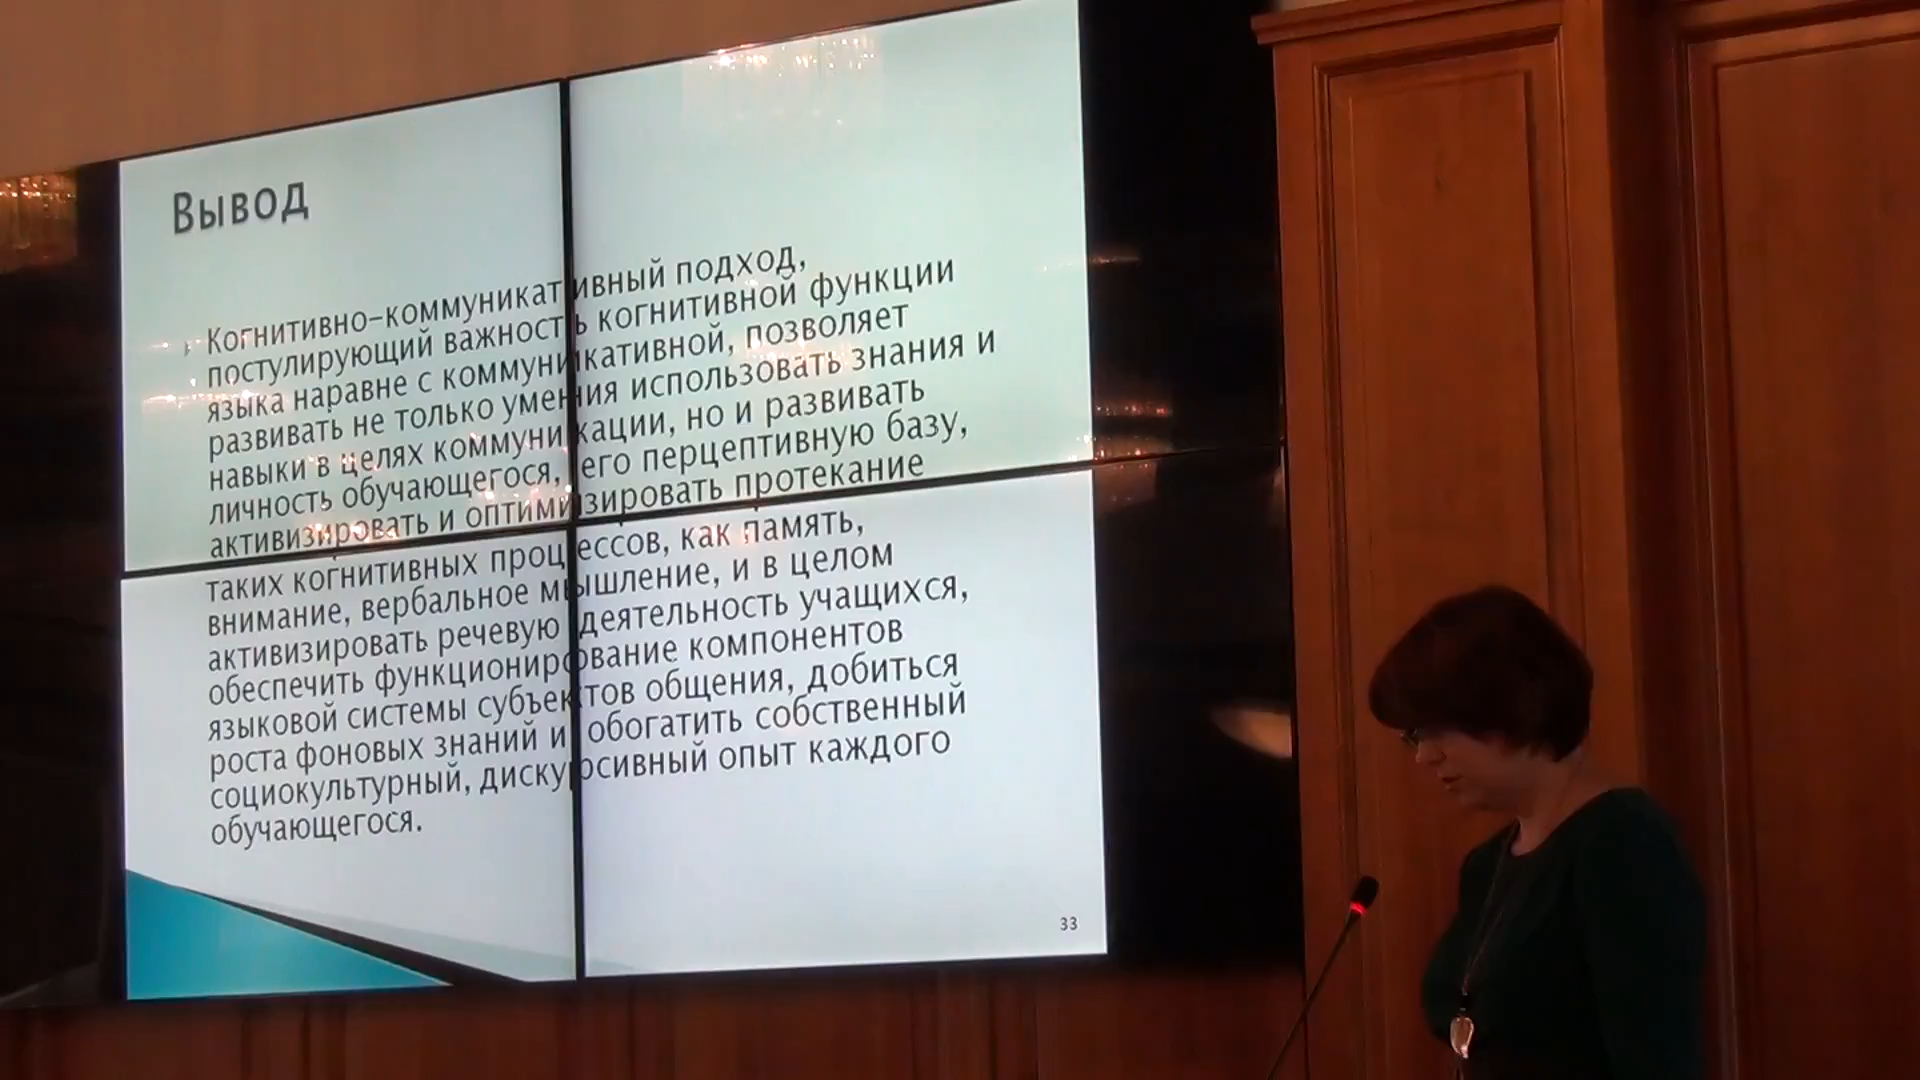 Вывод
Когнитивно-коммуникативный подход,
постулирующий важность когнитивной функции
языка наравне с коммуникативной, позволяет
развивать не только умения использовать знания и
навыки в целях коммуникации, но и развивать
личность обучающегося, его перцептивную базу,
активизировать и оптимизировать протекание
таких когнитивных процессов, как память,
внимание, вербальное мышление, и в целом
активизировать речевую деятельность учащихся,
обеспечить функционирование компонентов
языковой системы субъектов общения, добиться
роста фоновых знаний и обогатить собственный
социокультурный, дискурсивный опыт каждого
обучающегося.
33